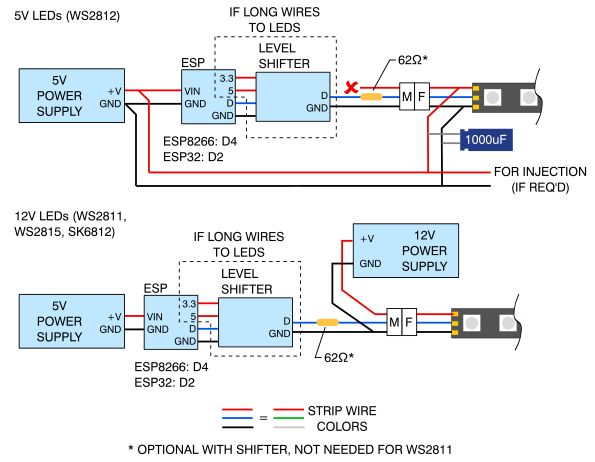 5V LEDs (WS2812)
IF LONG WIRES
TO LEDS
ESP
LEVEL
SHIFTER
62Ω*
5V
POWER
SUPPLY
+V
GND
VIN
GND
3.3
5
D
GND
D
GND
M F
1000uF
ESP8266: D4
ESP32: D2
FOR INJECTION
(IF REQ'D)
12V LEDs (WS2811,
WS2815, SK6812)
IF LONG WIRES
TO LEDS
+V
GND
12V
POWER
SUPPLY
ESP
LEVEL
SHIFTER
5V
POWER
SUPPLY
+V
GND
VIN
GND
3.3
5
D
GND
D
GND
M F
62Ω*
ESP8266: D4
ESP32: D2
= STRIP WIRE
COLORS
* OPTIONAL WITH SHIFTER, NOT NEEDED FOR WS2811